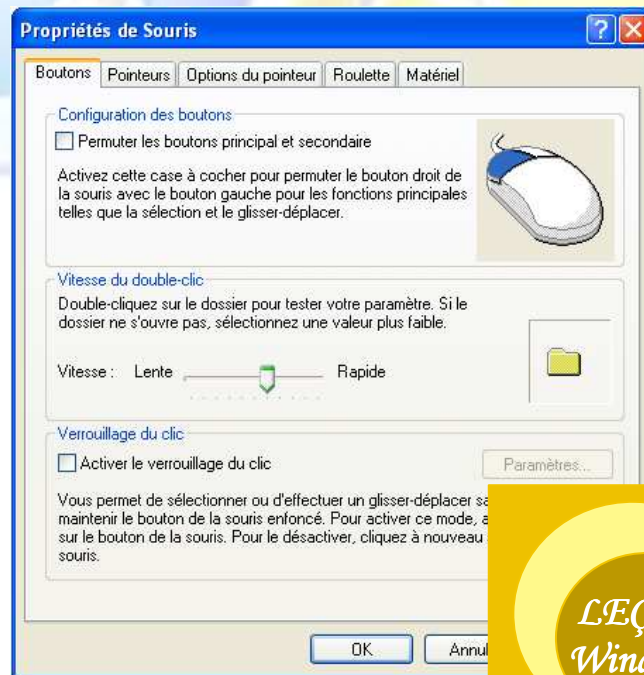 Propriétés de Souris
Boutons Pointeurs Options du pointeur Roulette Matériel
Configuration des boutons
Permuter les boutons principal et secondaire
Activez cette case à cocher pour permuter le bouton droit de
la souris avec le bouton gauche pour les fonctions principales
telles que la sélection et le glisser-déplacer.
Vitesse du double-clic
Double-cliquez sur le dossier pour tester votre paramètre. Si le
dossier ne s'ouvre pas, sélectionnez une valeur plus faible.
Vitesse : Lente Rapide
Verrouillage du clic
Activer le verrouillage du clic
Paramètres...
Vous permet de sélectionner ou d'effectuer un glisser-déplacer
maintenir le bouton de la souris enfoncé. Pour activer ce mode,
sur le bouton de la souris. Pour le désactiver, cliquez à nouveau
souris.
OK